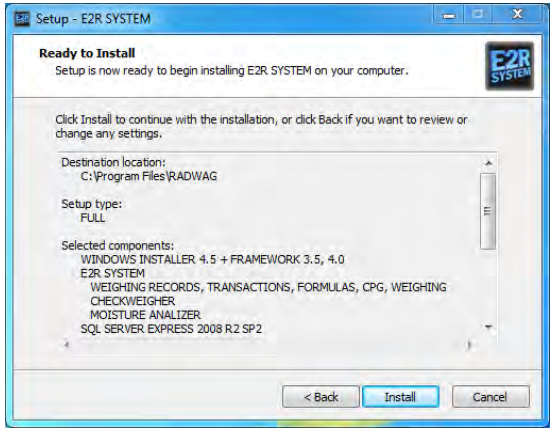 Setup - E2R SYSTEM
Ready to Install
Setup is now ready to begin installing E2R SYSTEM on your computer.
E2R
SYSTEM
Click Install to continue with the installation, or click Back if you want to review or
change any settings.
Destination location:
C:\Program Files\RADWAG
Setup type:
FULL
Selected components:
WINDOWS INSTALLER 4.5 + FRAMEWORK 3.5, 4.0
E2R SYSTEM
WEIGHING RECORDS, TRANSACTIONS, FORMULAS, CPG, WEIGHING
CHECKWEIGHER
MOISTURE ANALIZER
SQL SERVER EXPRESS 2008 R2 SP2
< Back
Install
Cancel